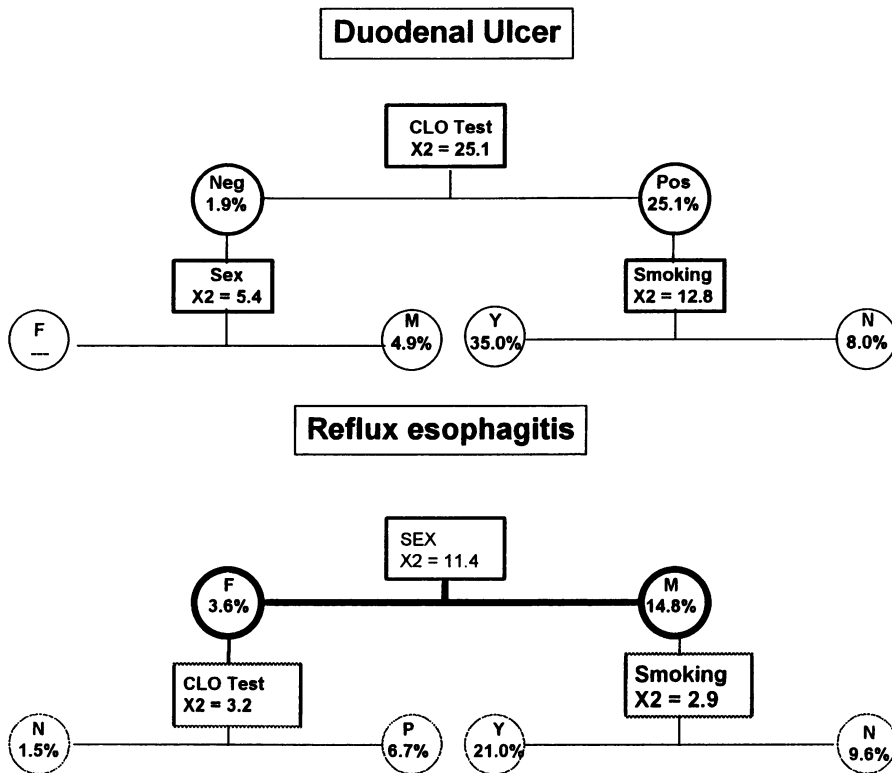 Duodenal Ulcer
CLO Test
X2 = 25.1
Neg
1.9%
Pos
25.1%
Sex
X2 = 5.4
Smoking
X2 = 12.8
F
---
M
4.9%
Y
35.0%
N
8.0%
Reflux esophagitis
SEX
X2 = 11.4
F
3.6%
M
14.8%
CLO Test
X2 = 3.2
Smoking
X2 = 2.9
N
1.5%
P
6.7%
Y
21.0%
N
9.6%